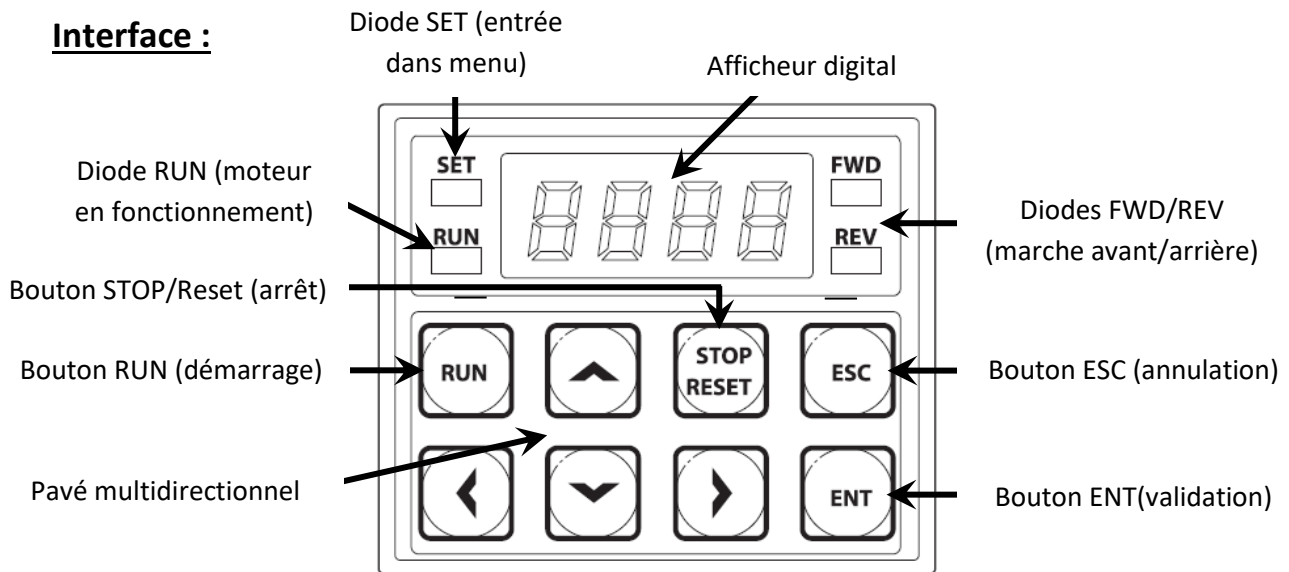 Interface :
Diode SET (entrée
dans menu)
Afficheur digital
Diode RUN (moteur
en fonctionnement)
SET
RUN
FWD
REV
Diodes FWD/REV
(marche avant/arrière)
Bouton STOP/Reset (arrêt)
Bouton RUN (démarrage)
RUN
STOP
RESET
ESC
Bouton ESC (annulation)
Pavé multidirectionnel
ENT
Bouton ENT(validation)